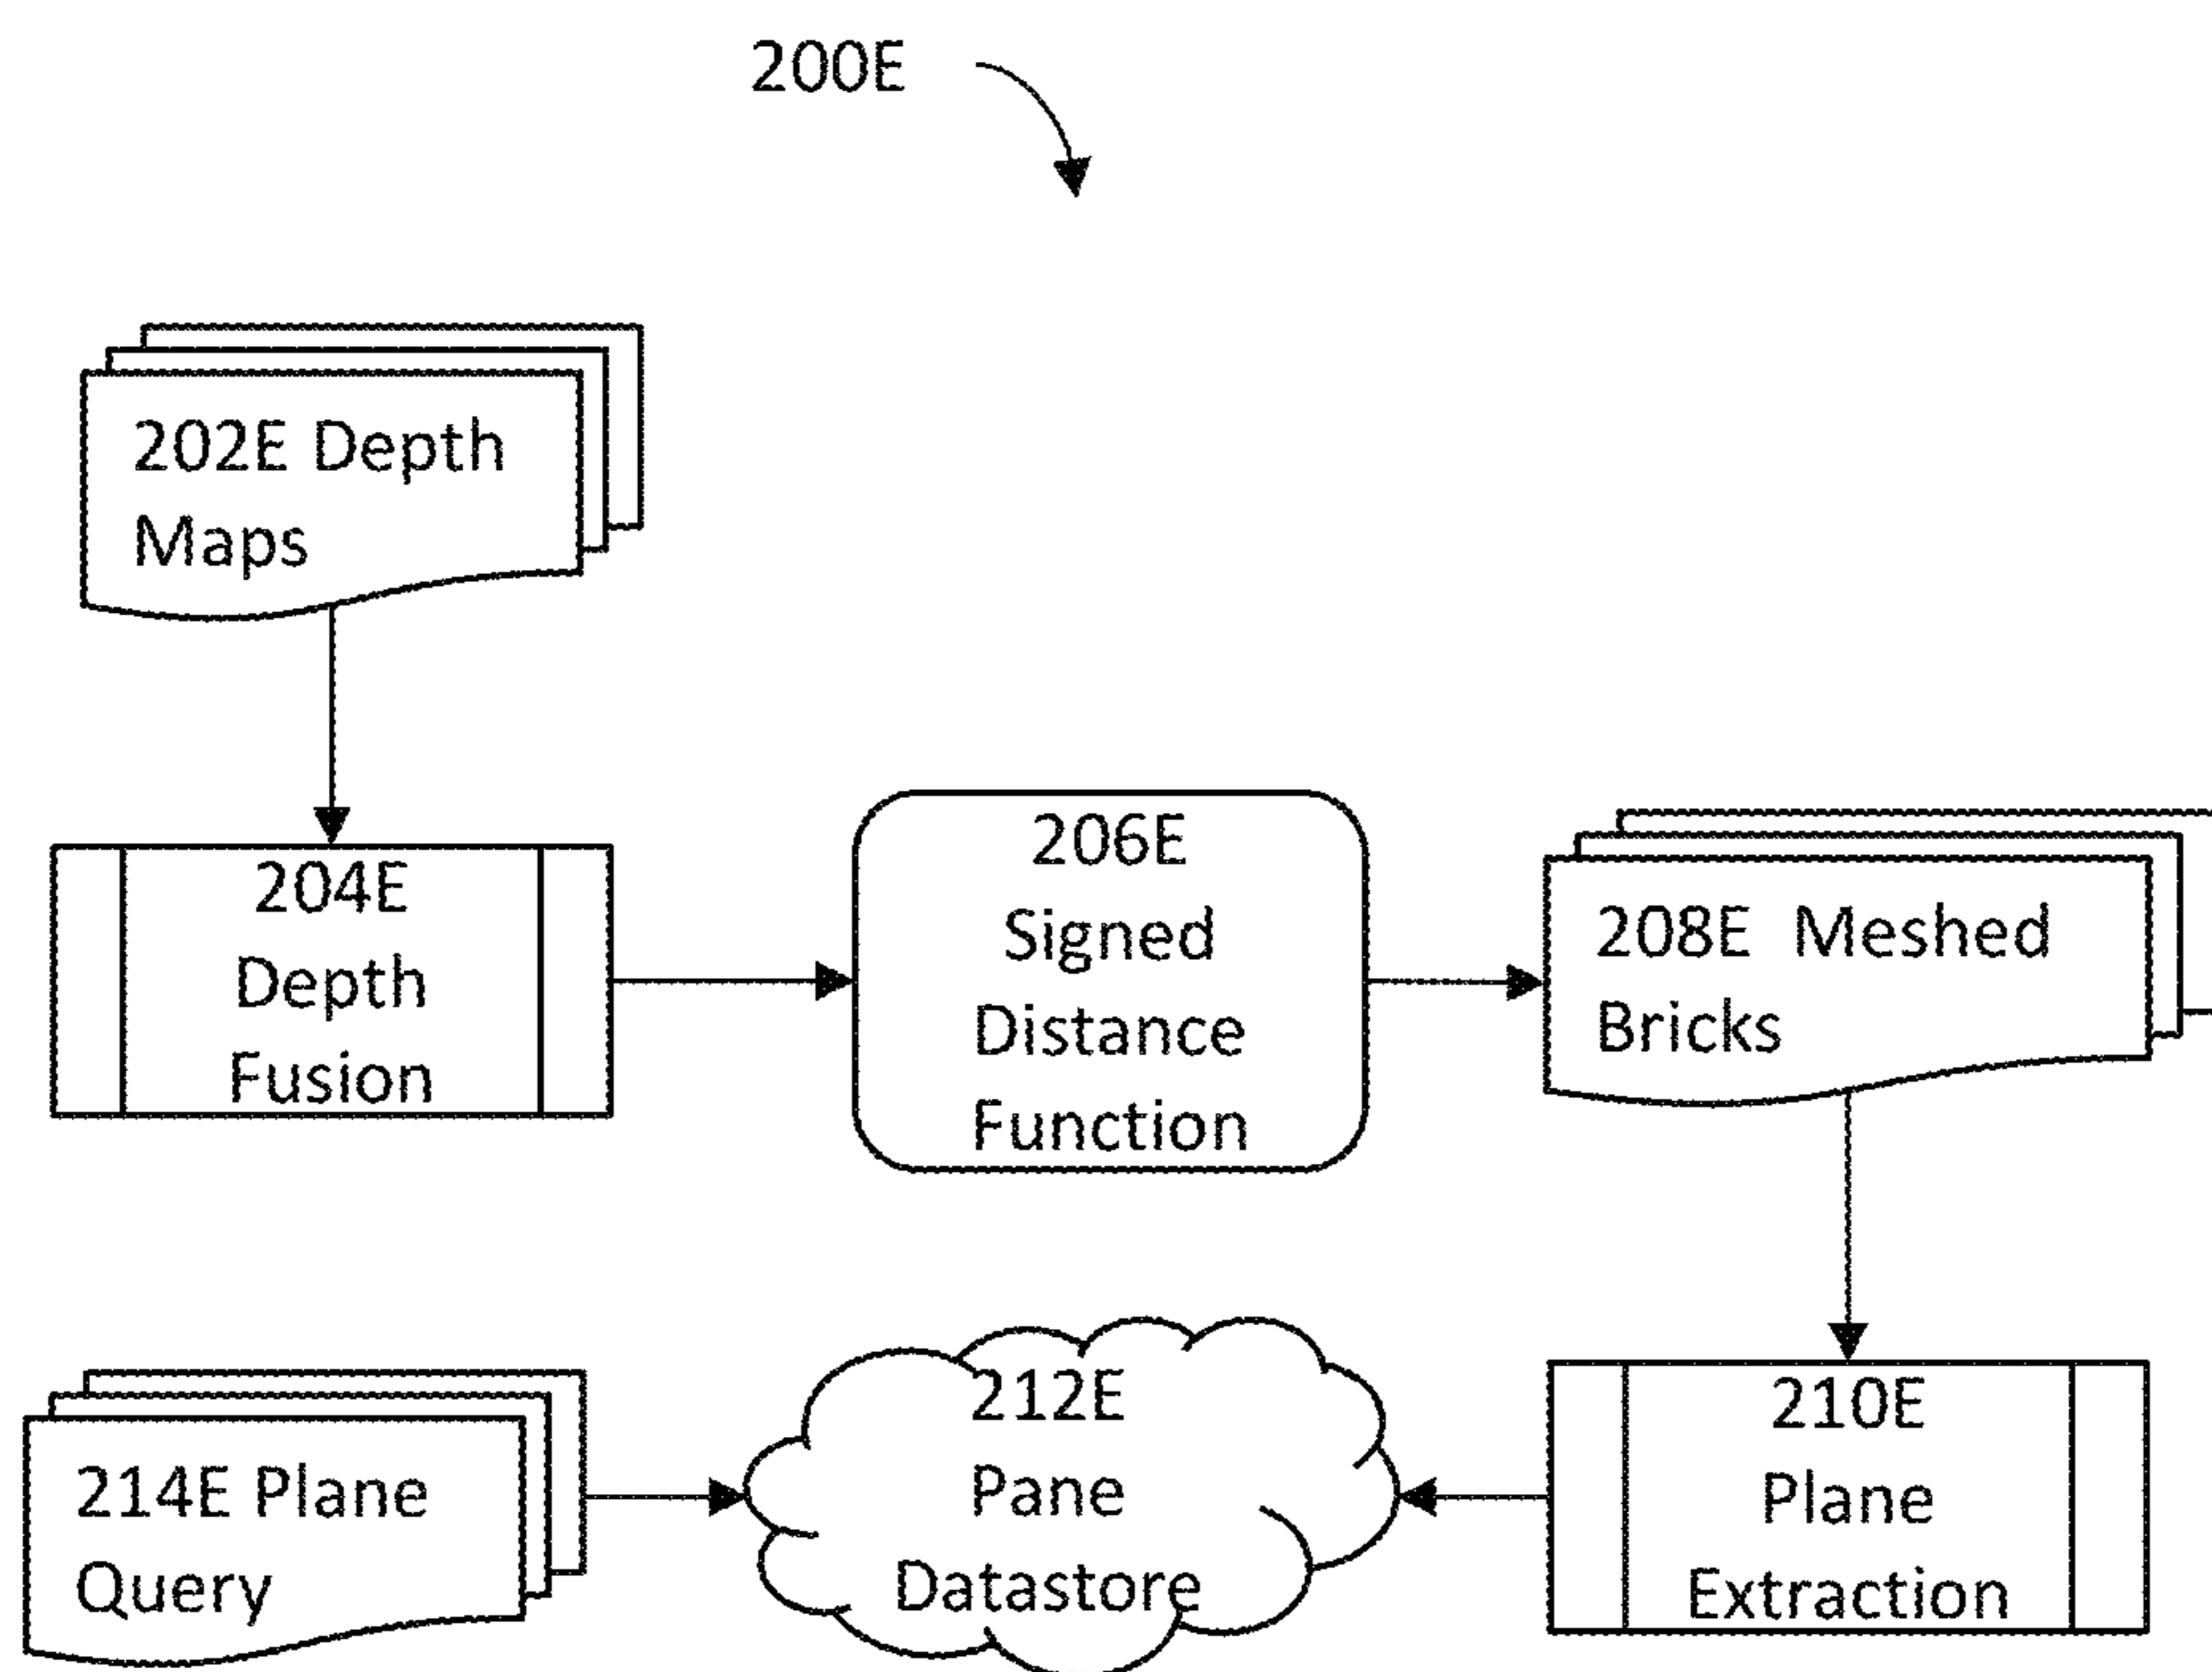 200E
202E Depth
Maps
204E
Depth
Fusion
206E
Signed
Distance
Function
208E Meshed
Bricks
214E Plane
Query
212E
Pane
Datastore
210E
Plane
Extraction